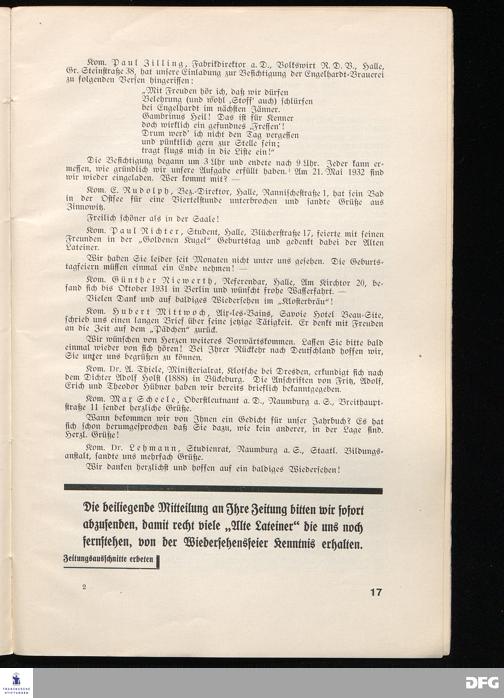 Kom. Paul Zilling, Fabrikdirektor a. D., Volkswirt R. D. V., Halle,
Gr. Steinstraße 38, hat unsere Einladung zur Besichtigung der Engelhardt-Brauerei
zu folgenden Versen hingerissen:
„Mit Freuden hör ich, daß wir dürfen
Belehrung (und wohl ‚Stoff‘ auch) schlürfen
bei Engelhardt im nächsten Jänner.
Gambrinus Heil! Das ist für Kenner
doch wirklich ein gefundnes ‚Fressen‘!
Drum werd’ ich nicht den Tag vergessen
und pünktlich gern zur Stelle sein;
tragt flugs mich in die Liste ein!“
Die Besichtigung begann um 3 Uhr und endete nach 9 Uhr. Jeder kann er-
messen, wie gründlich wir unsere Aufgabe erfüllt haben. Am 21. Mai 1932 sind
wir wieder eingeladen. Wer kommt mit? —
Kom. E. Rudolph, Bez.-Direktor, Halle, Rannischestraße 1, hat sein Bad
in der Ostsee für eine Viertelstunde unterbrochen und sandte Grüße aus
Zinnowitz.
Freilich schöner als in der Saale!
Kom. Paul Richter, Student, Halle, Blücherstraße 17, feierte mit seinen
Freunden in der „Goldenen Kugel“ Geburtstag und gedenkt dabei der Alten
Lateiner.
Wir haben Sie leider seit Monaten nicht unter uns gesehen. Die Geburts-
tagfeiern müssen einmal ein Ende nehmen! —
Kom. Günther Niewerth, Referendar, Halle, Am Kirchtor 20, be-
fand sich bis Oktober 1931 in Berlin und wünscht frohe Wasserfahrt. —
Vielen Dank und auf baldiges Wiedersehen im „Klosterbräu“!
Kom. Hubert Mittwoch, Aix-les-Bains, Savoie Hotel Beau-Site,
schrieb uns einen langen Brief über seine jetzige Tätigkeit. Er denkt mit Freuden
an die Zeit auf dem „Pädchen“ zurück.
Wir wünschen von Herzen weiteres Vorwärtskommen. Lassen Sie bitte bald
einmal wieder von sich hören! Bei Ihrer Rückkehr nach Deutschland hoffen wir,
Sie unter uns begrüßen zu können.
Kom. Dr. A. Thiele, Ministerialrat, Klotsche bei Dresden, erkundigt sich nach
dem Dichter Adolf Holst (1888) in Bückeburg. Die Anschriften von Fritz, Adolf,
Erich und Theodor Hübner haben wir bereits brieflich bekanntgegeben.
Kom. Max Scheele, Oberstleutnant a. D., Naumburg a. S., Breithaupt-
straße 11 sendet herzliche Grüße.
Wann bekommen wir von Ihnen ein Gedicht für unser Jahrbuch? Es hat
sich schon herumgesprochen daß Sie dazu, wie kein anderer, in der Lage sind.
Herzl. Grüße!
Kom. Dr. Lehmann, Studienrat, Naumburg a. S., Staatl. Bildungs-
anstalt, sandte uns mehrfach Grüße.
Wir danken herzlichst und hoffen auf ein baldiges Wiedersehen!
Die beiliegende Mitteilung an Ihre Zeitung bitten wir sofort
abzusenden, damit recht viele „Alte Lateiner“ die uns noch
fernstehen, von der Wiedersehensfeier Kenntnis erhalten.
Zeitungsausschnitte erbeten
2
17
FRANCKESCHE
STIFTUNGEN
DFG